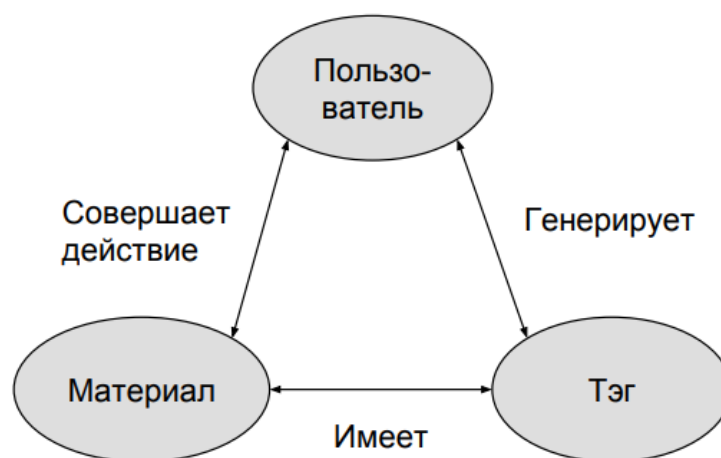 Пользо-
ватель
Совершает
действие
Генерирует
Материал
Тэг
Имеет